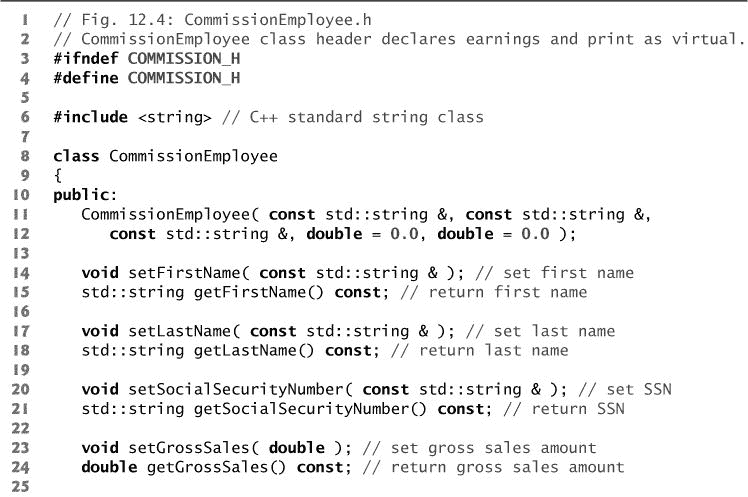 1 // Fig. 12.4: CommissionEmployee.h
2 // CommissionEmployee class header declares earnings and print as virtual.
3 #ifndef COMMISSION_H
4 #define COMMISSION_H
5
6 #include <string> // C++ standard string class
7
8 class CommissionEmployee
9 {
10 public:
11 CommissionEmployee( const std::string &, const std::string &,
12 const std::string &, double = 0.0, double = 0.0 );
13
14 void setFirstName( const std::string & ); // set first name
15 std::string getFirstName() const; // return first name
16
17 void setLastName( const std::string & ); // set last name
18 std::string getLastName() const; // return last name
19
20 void setSocialSecurityNumber( const std::string & ); // set SSN
21 std::string getSocialSecurityNumber() const; // return SSN
22
23 void setGrossSales( double ); // set gross sales amount
24 double getGrossSales() const; // return gross sales amount
25